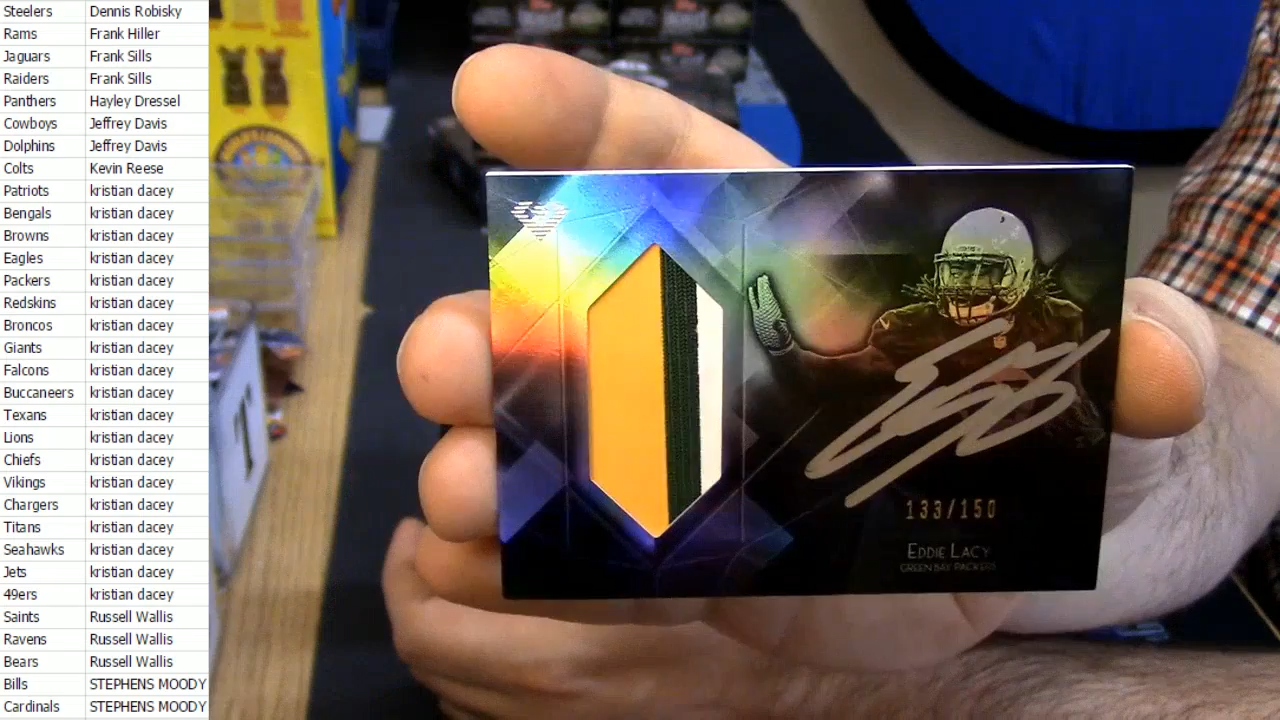 Steelers Dennis Robisky
Rams Frank Hiller
Jaguars Frank Sills
Raiders Frank Sills
Panthers Hayley Dressel
Cowboys Jeffrey Davis
Dolphins Jeffrey Davis
Colts Kevin Reese
Patriots kristian dacey
Bengals kristian dacey
Browns kristian dacey
Eagles kristian dacey
Packers kristian dacey
Redskins kristian dacey
Broncos kristian dacey
Giants kristian dacey
Falcons kristian dacey
Buccaneers kristian dacey
Texans kristian dacey
Lions kristian dacey
Chiefs kristian dacey
Vikings kristian dacey
Chargers kristian dacey
Titans kristian dacey
Seahawks kristian dacey
Jets kristian dacey
49ers kristian dacey
Saints Russell Wallis
Ravens Russell Wallis
Bears Russell Wallis
Bills STEPHENS MOODY
Cardinals STEPHENS MOODY
133/150
EDDIE LACY
GREEN BAY PACKERS